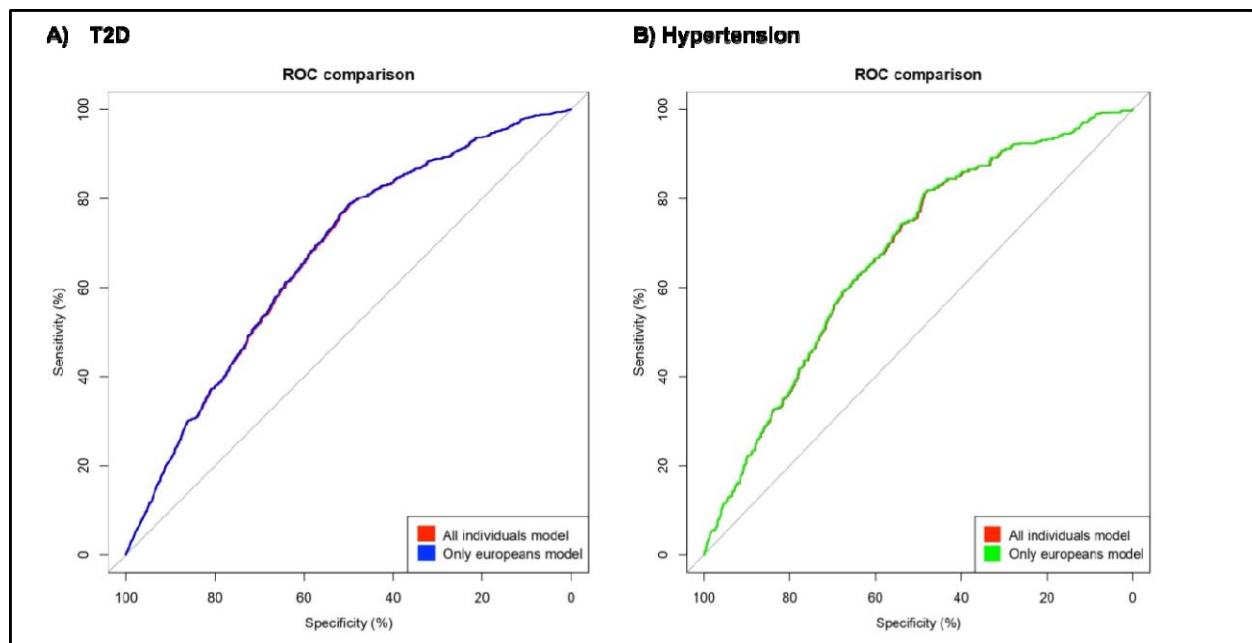 A) T2D
ROC comparison
100
80
60
40
20
0
Sensitivity (%)
100 80 60 40 20 0
Specificity (%)
All individuals model
Only europeans model
B) Hypertension
ROC comparison
100
80
60
40
20
0
Sensitivity (%)
100 80 60 40 20 0
Specificity (%)
All individuals model
Only europeans model